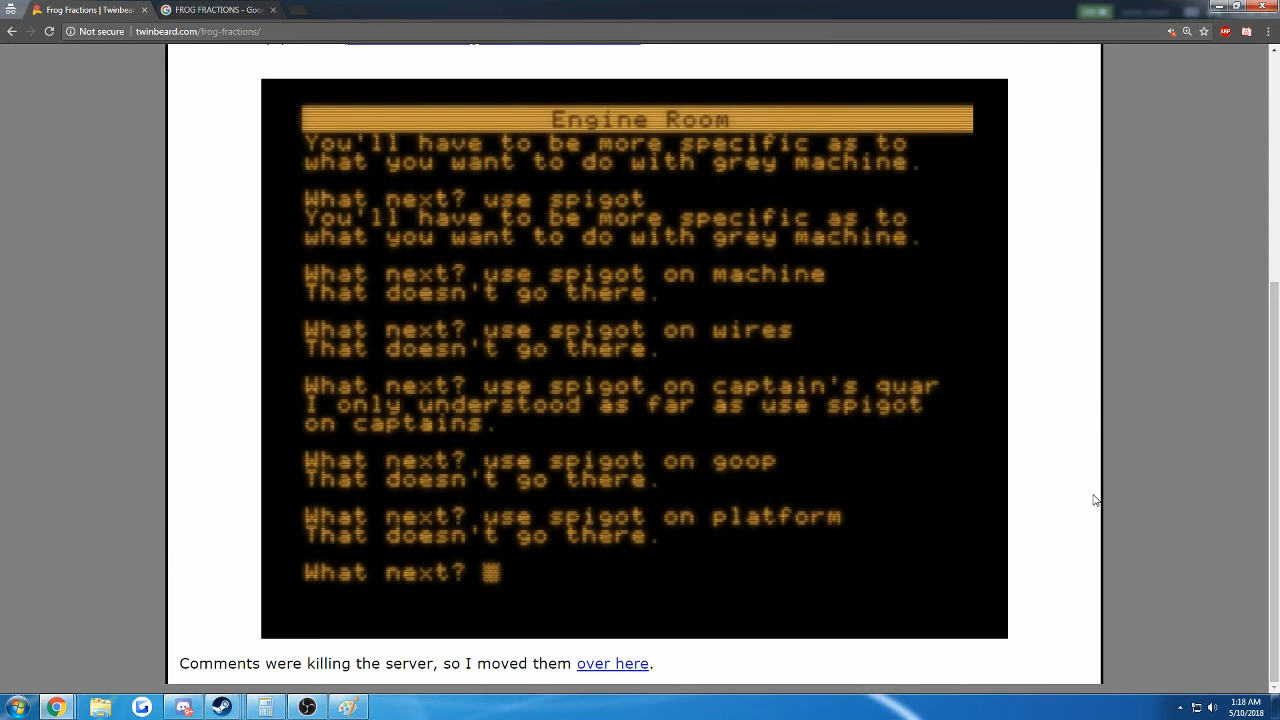 Frog Fractions | Twinbear
FROG FRACTIONS - Goo
Not secure | twinbeard.com/frog-fractions/
ABP
Engine Room
You'll have to be more specific as to
what you want to do with grey machine.
What next? use spigot
You'll have to be more specific as to
what you want to do with grey machine.
What next? use spigot on machine
That doesn't go there.
What next? use spigot on wires
That doesn't go there.
What next? use spigot on captain's quar
I only understood as far as use spigot
on captains.
What next? use spigot on goop
That doesn't go there.
What next? use spigot on platform
That doesn't go there.
What next?
Comments were killing the server, so I moved them over here.
1:18 AM
5/10/2018